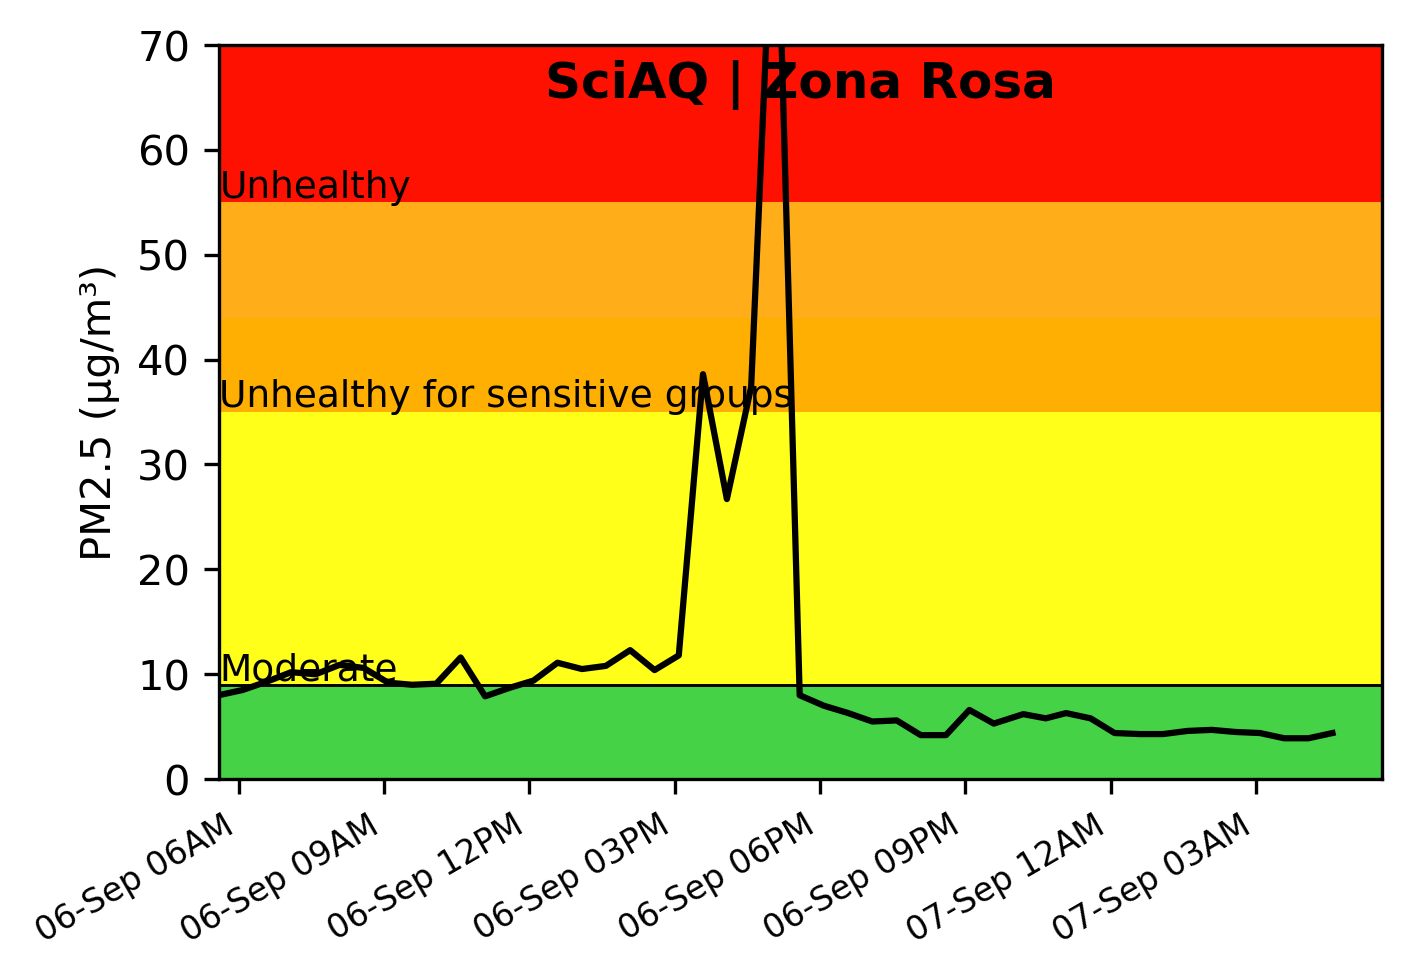 SciAQ | Zona Rosa
PM2.5 (µg/m³)
70
60
50
40
30
20
10
0
Unhealthy
Unhealthy for sensitive groups
Moderate
06-Sep 06AM
06-Sep 09AM
06-Sep 12PM
06-Sep 03PM
06-Sep 06PM
06-Sep 09PM
07-Sep 12AM
07-Sep 03AM